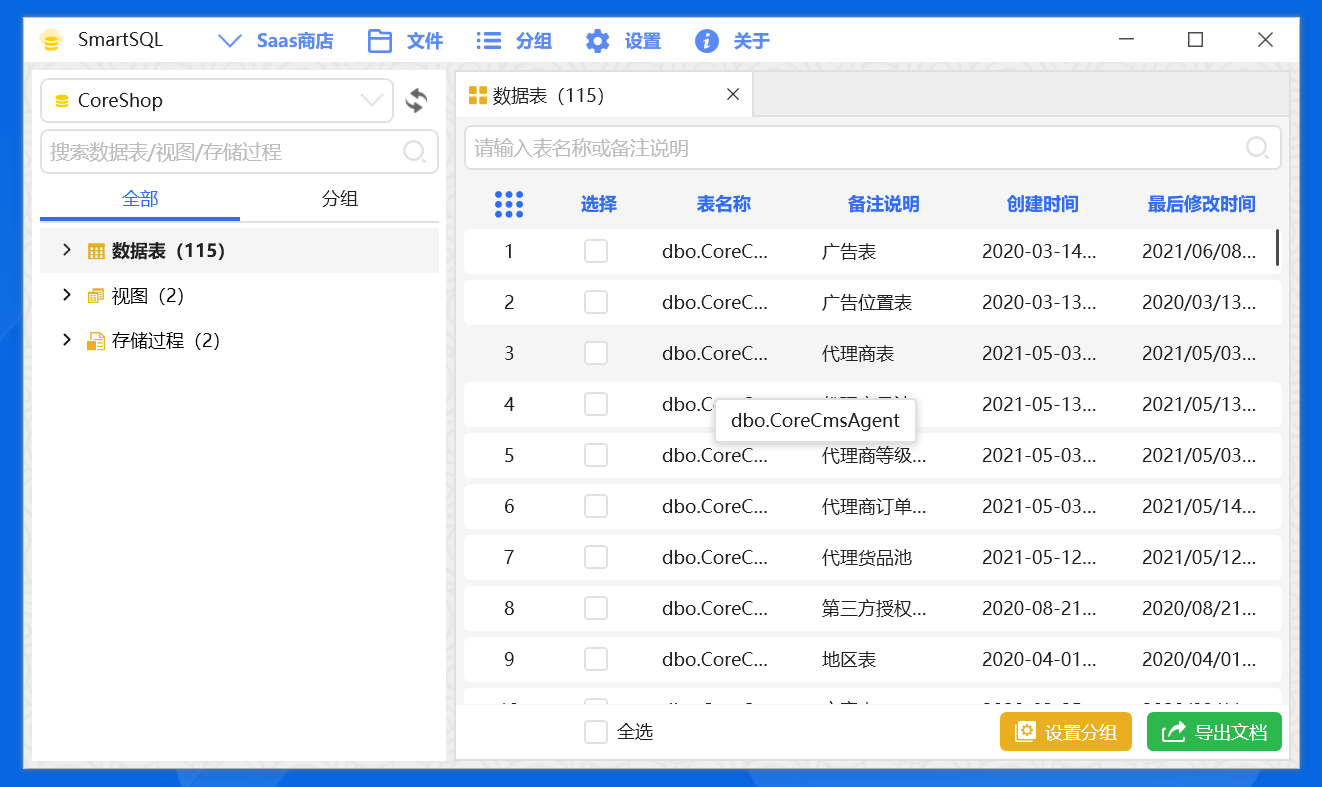 SmartSQL Saas商店 文件 分组 设置 关于
CoreShop
搜索数据表/视图/存储过程
全部 分组
数据表（115）
视图（2）
存储过程（2）
数据表（115）
请输入表名称或备注说明
选择 表名称 备注说明 创建时间 最后修改时间
1 dbo.CoreC... 广告表 2020-03-14... 2021/06/08...
2 dbo.CoreC... 广告位置表 2020-03-13... 2020/03/13...
3 dbo.CoreC... 代理商表 2021-05-03... 2021/05/03...
4 dbo.C 2021-05-13... 2021/05/13...
dbo.CoreCmsAgent
5 dbo.CoreC... 代理商等级... 2021-05-03... 2021/05/03...
6 dbo.CoreC... 代理商订单... 2021-05-03... 2021/05/14...
7 dbo.CoreC... 代理货品池 2021-05-12... 2021/05/12...
8 dbo.CoreC... 第三方授权... 2020-08-21... 2020/08/21...
9 dbo.CoreC... 地区表 2020-04-01... 2020/04/01...
全选 设置分组 导出文档